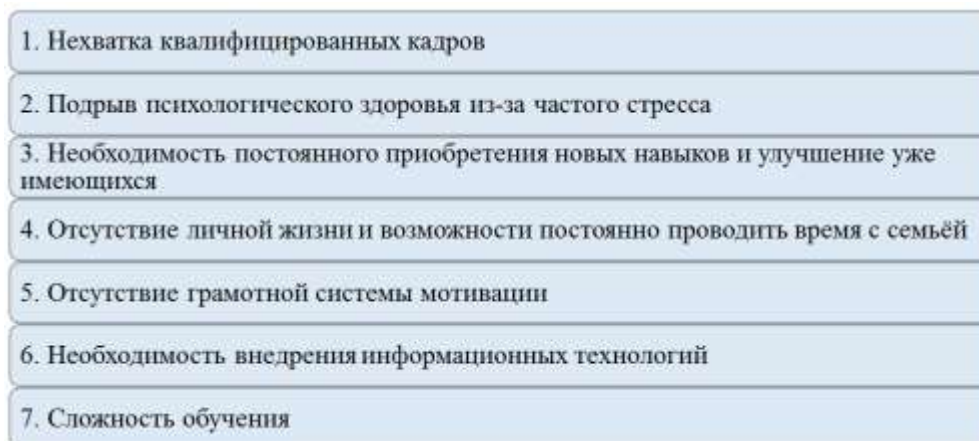 1. Нехватка квалифицированных кадров
2. Подрыв психологического здоровья из-за частого стресса
3. Необходимость постоянного приобретения новых навыков и улучшение уже
имеющихся
4. Отсутствие личной жизни и возможности постоянно проводить время с семьёй
5. Отсутствие грамотной системы мотивации
6. Необходимость внедрения информационных технологий
7. Сложность обучения